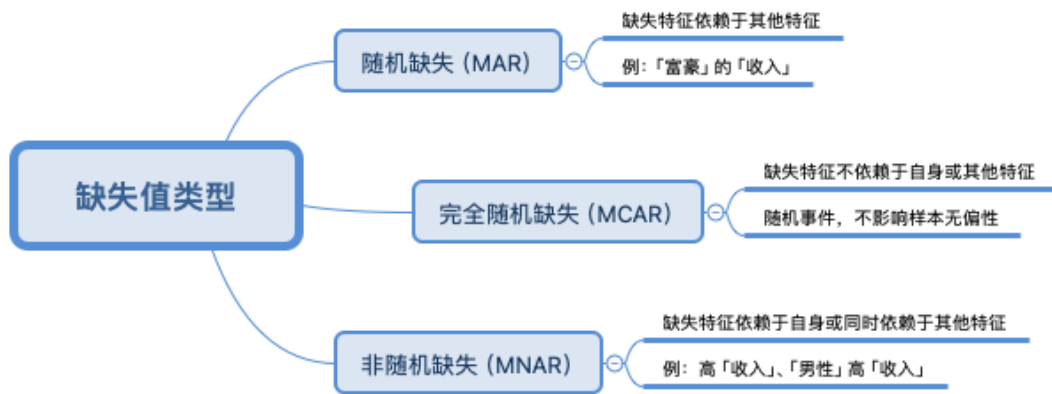 缺失值类型
随机缺失（MAR）
缺失特征依赖于其他特征
例：「富豪」的「收入」
完全随机缺失（MCAR）
缺失特征不依赖于自身或其他特征
随机事件，不影响样本无偏性
非随机缺失（MNAR）
缺失特征依赖于自身或同时依赖于其他特征
例：高「收入」、「男性」高「收入」